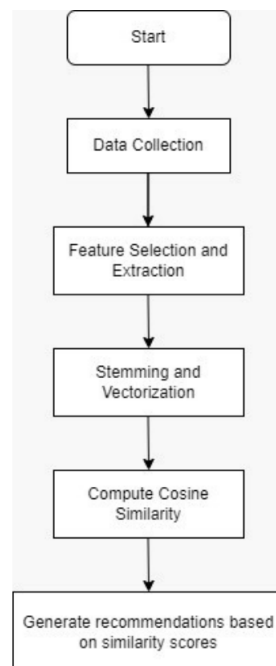 Start
Data Collection
Feature Selection and
Extraction
Stemming and
Vectorization
Compute Cosine
Similarity
Generate recommendations based
on similarity scores